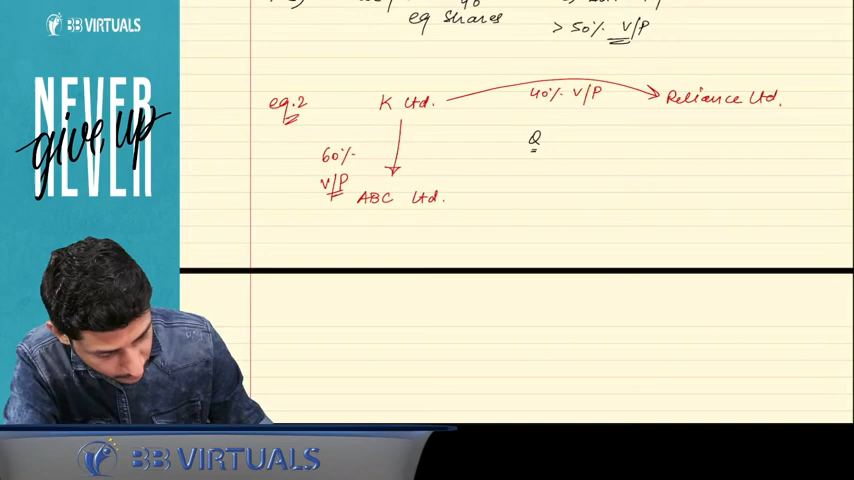 BB VIRTUALS
eq shares
> 50% V/P
NEVER
give up
NEVER
eg.2
K Ltd.
40% V/P
Reliance Ltd.
60%
V/P
Q
ABC Ltd.
BB VIRTUALS